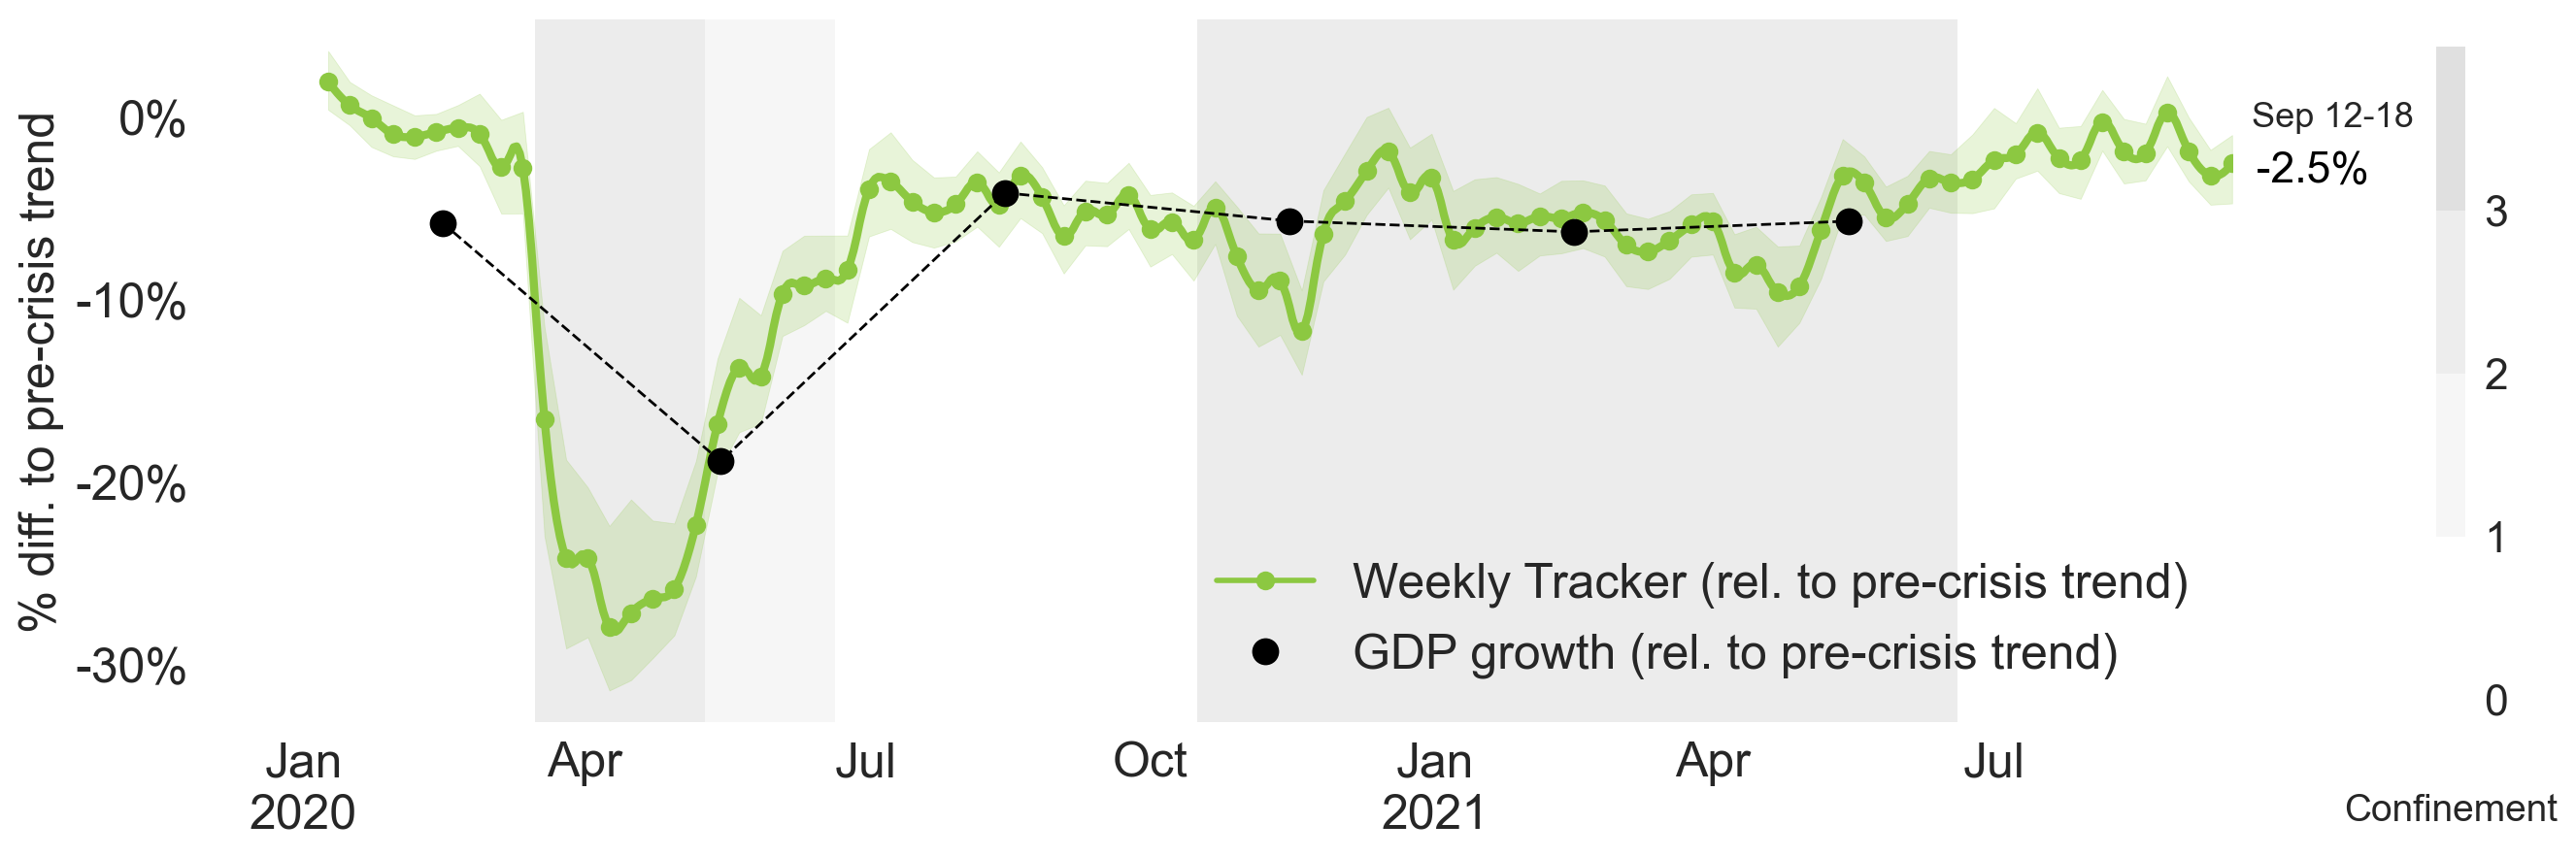 % diff. to pre-crisis trend
0%
-10%
-20%
-30%
Sep 12-18
-2.5%
Weekly Tracker (rel. to pre-crisis trend)
GDP growth (rel. to pre-crisis trend)
Jan
2020
Apr
Jul
Oct
Jan
2021
Apr
Jul
3
2
1
0
Confinement